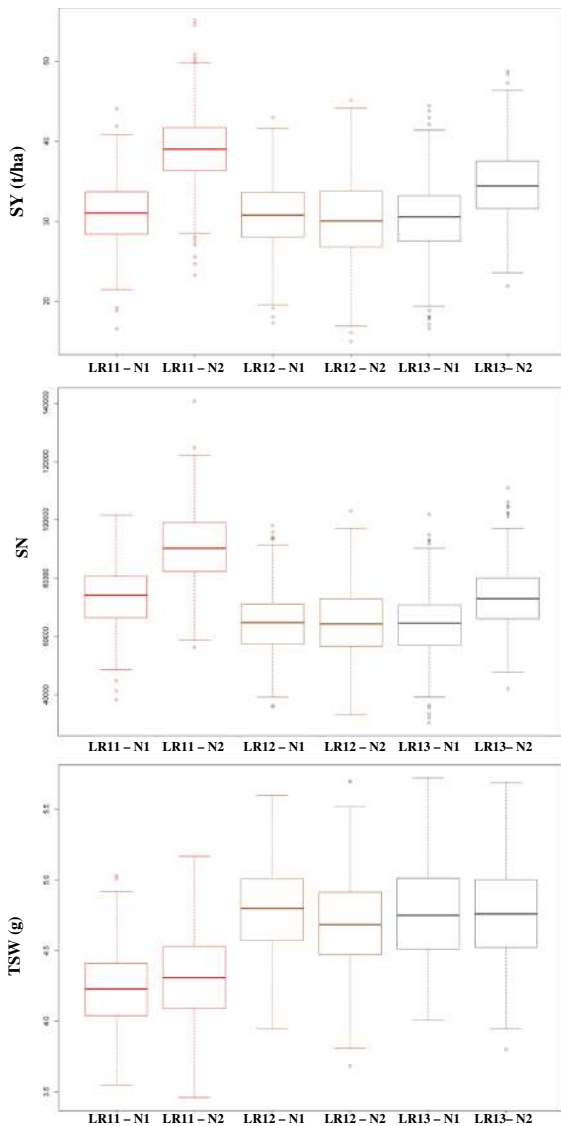 SY (t/ha)
50
40
30
20
LR11 – N1 LR11 – N2 LR12 – N1 LR12 – N2 LR13 – N1 LR13– N2
SN
140000
120000
100000
80000
60000
40000
LR11 – N1 LR11 – N2 LR12 – N1 LR12 – N2 LR13 – N1 LR13– N2
TSW (g)
5.5
5.0
4.5
4.0
3.5
LR11 – N1 LR11 – N2 LR12 – N1 LR12 – N2 LR13 – N1 LR13– N2